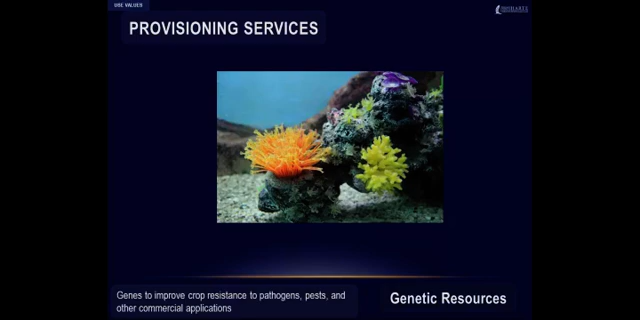 USE VALUES
PROVISIONING SERVICES
Genes to improve crop resistance to pathogens, pests, and
other commercial applications
Genetic Resources